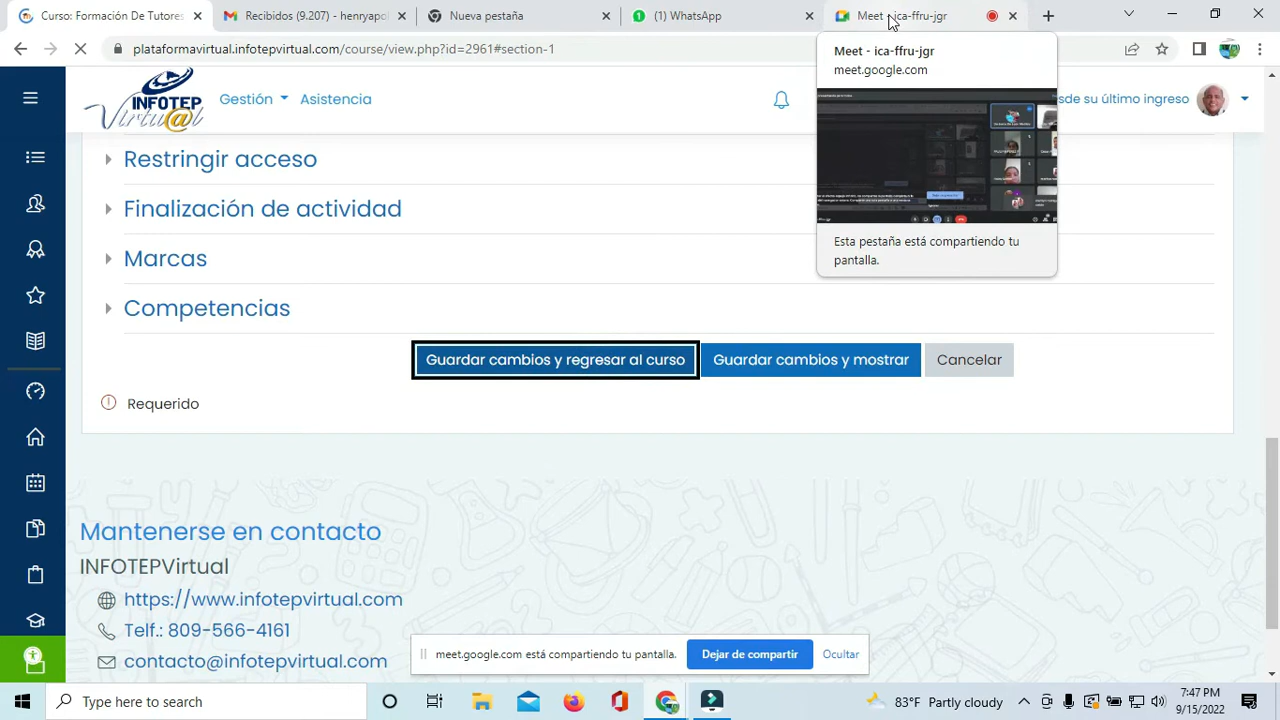 Curso: Formación De Tutores
Recibidos (9.207) - henryapdl
Nueva pestaña
(1) WhatsApp
Meet - ica-ffru-jgr
plataformavirtual.infotepvirtual.com/course/view.php?id=2961#section-1
Meet - ica-ffru-jgr
meet.google.com
INFOTEP
Virtu@l
Gestión
Asistencia
sde su último ingreso
Esta pestaña está compartiendo tu
pantalla.
Restringir acceso
Finalización de actividad
Marcas
Competencias
Guardar cambios y regresar al curso
Guardar cambios y mostrar
Cancelar
Requerido
Mantenerse en contacto
INFOTEPVirtual
https://www.infotepvirtual.com
Telf.: 809-566-4161
contacto@infotepvirtual.com
meet.google.com está compartiendo tu pantalla.
Dejar de compartir
Ocultar
Type here to search
83°F Partly cloudy
7:47 PM
9/15/2022